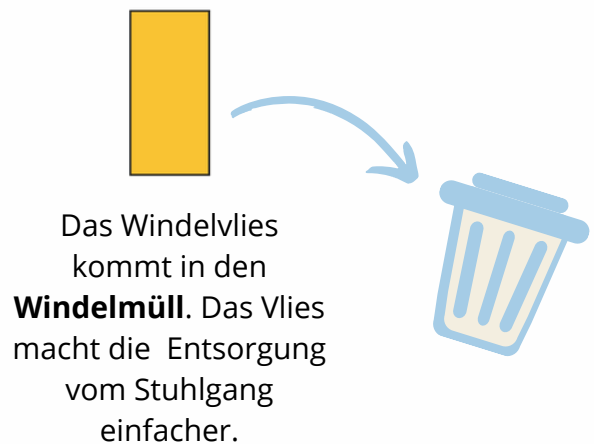 Das Windelvlies
kommt in den
Windelmüll. Das Vlies
macht die  Entsorgung
vom Stuhlgang
einfacher.